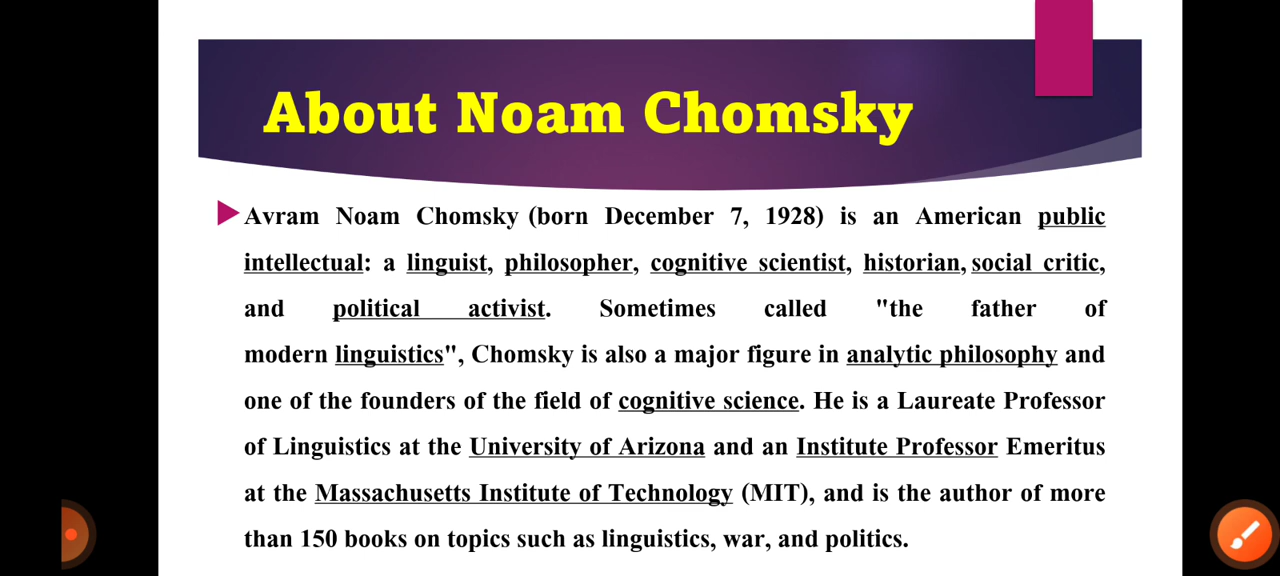 About Noam Chomsky
Avram Noam Chomsky (born December 7, 1928) is an American public
intellectual: a linguist, philosopher, cognitive scientist, historian, social critic,
and political activist. Sometimes called "the father of
modern linguistics", Chomsky is also a major figure in analytic philosophy and
one of the founders of the field of cognitive science. He is a Laureate Professor
of Linguistics at the University of Arizona and an Institute Professor Emeritus
at the Massachusetts Institute of Technology (MIT), and is the author of more
than 150 books on topics such as linguistics, war, and politics.